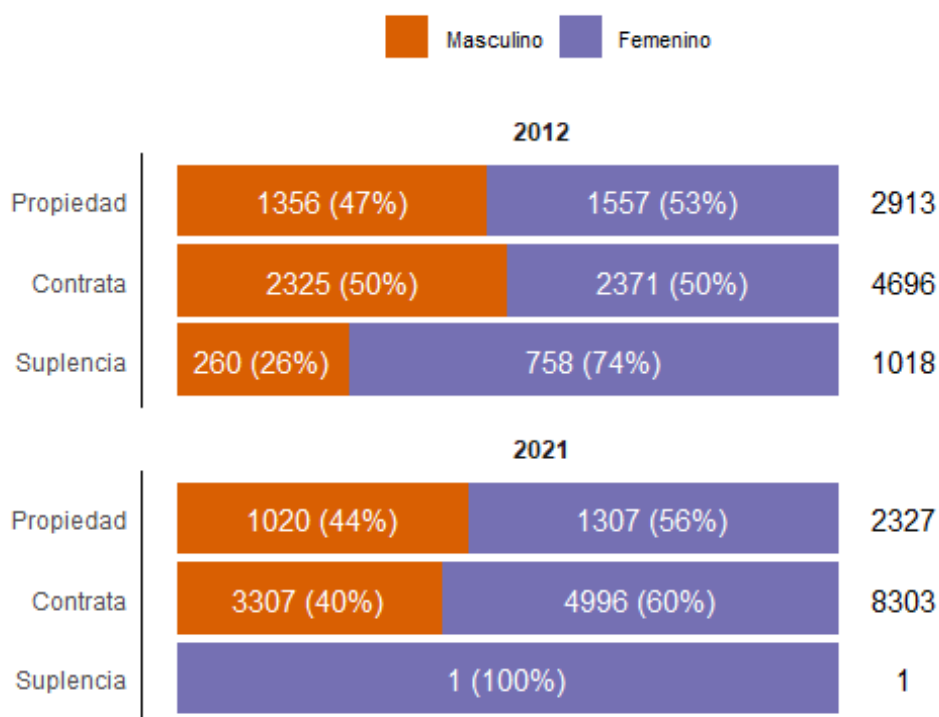 Masculino Femenino
2012
Propiedad 1356 (47%) 1557 (53%) 2913
Contrata 2325 (50%) 2371 (50%) 4696
Suplencia 260 (26%) 758 (74%) 1018
2021
Propiedad 1020 (44%) 1307 (56%) 2327
Contrata 3307 (40%) 4996 (60%) 8303
Suplencia 1 (100%) 1